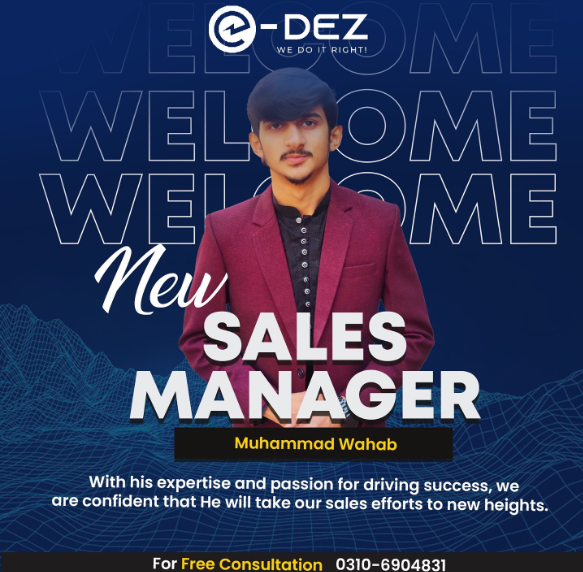 e-DEZ
WE DO IT RIGHT!
WELCOME
WELCOME
WELCOME
New
SALES
MANAGER
Muhammad Wahab
With his expertise and passion for driving success, we
are confident that He will take our sales efforts to new heights.
For Free Consultation 0310-6904831